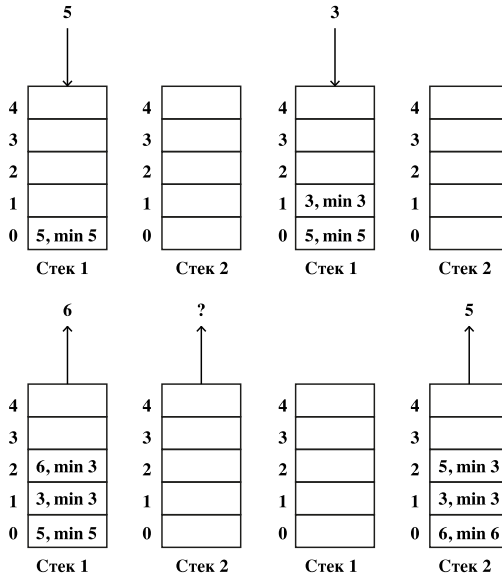 5 3
4 4 4 4
3 3 3 3
2 2 2 2
1 1 1 3, min 3 1
0 5, min 5 0 0 5, min 5 0
Стек 1 Стек 2 Стек 1 Стек 2
6 ? 5
4 4 4 4
3 3 3 3
2 6, min 3 2 2 2 5, min 3
1 3, min 3 1 1 1 3, min 3
0 5, min 5 0 0 0 6, min 6
Стек 1 Стек 2 Стек 1 Стек 2